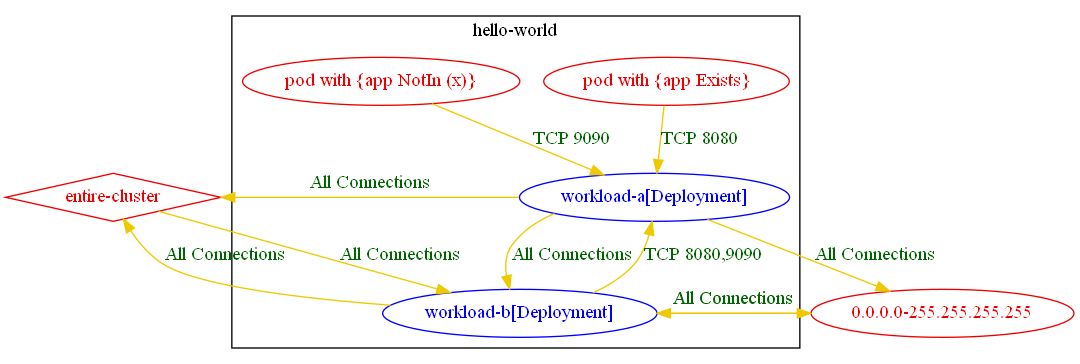 hello-world
pod with {app NotIn (x)}
pod with {app Exists}
TCP 9090
TCP 8080
entire-cluster
All Connections
workload-a[Deployment]
All Connections
All Connections
All Connections
TCP 8080,9090
All Connections
workload-b[Deployment]
All Connections
0.0.0.0-255.255.255.255